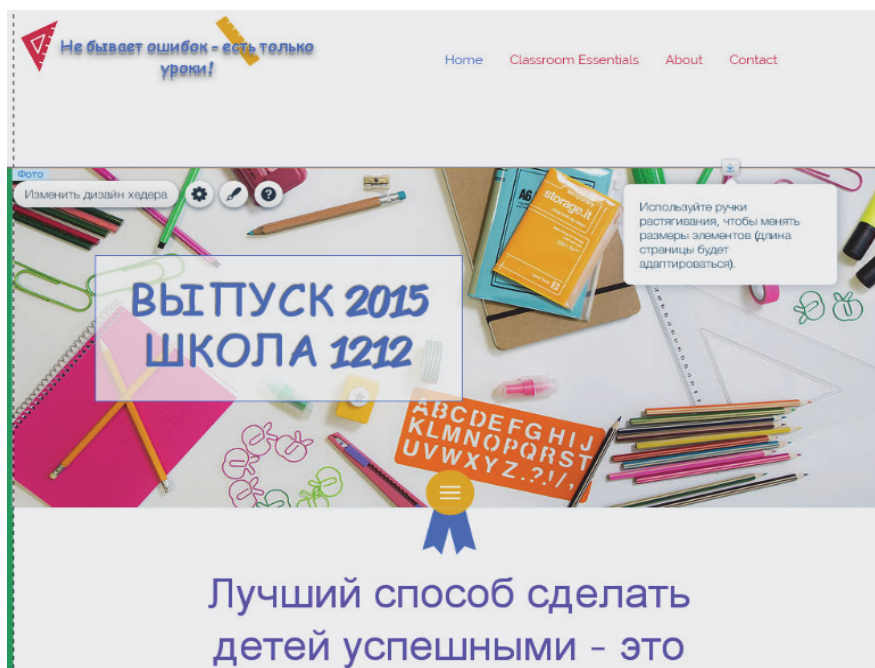 Не бывает ошибок - есть только
уроки!
Home Classroom Essentials About Contact
Фото
Изменить дизайн хедера
?
Используйте ручки
растягивания, чтобы менять
размеры элементов (длина
страницы будет
адаптироваться).
A6
storage.it
ВЫПУСК 2015
ШКОЛА 1212
ABCDEFGHIJ
KLMNOPQRST
UVWXYZ.?!/,
Лучший способ сделать
детей успешными - это